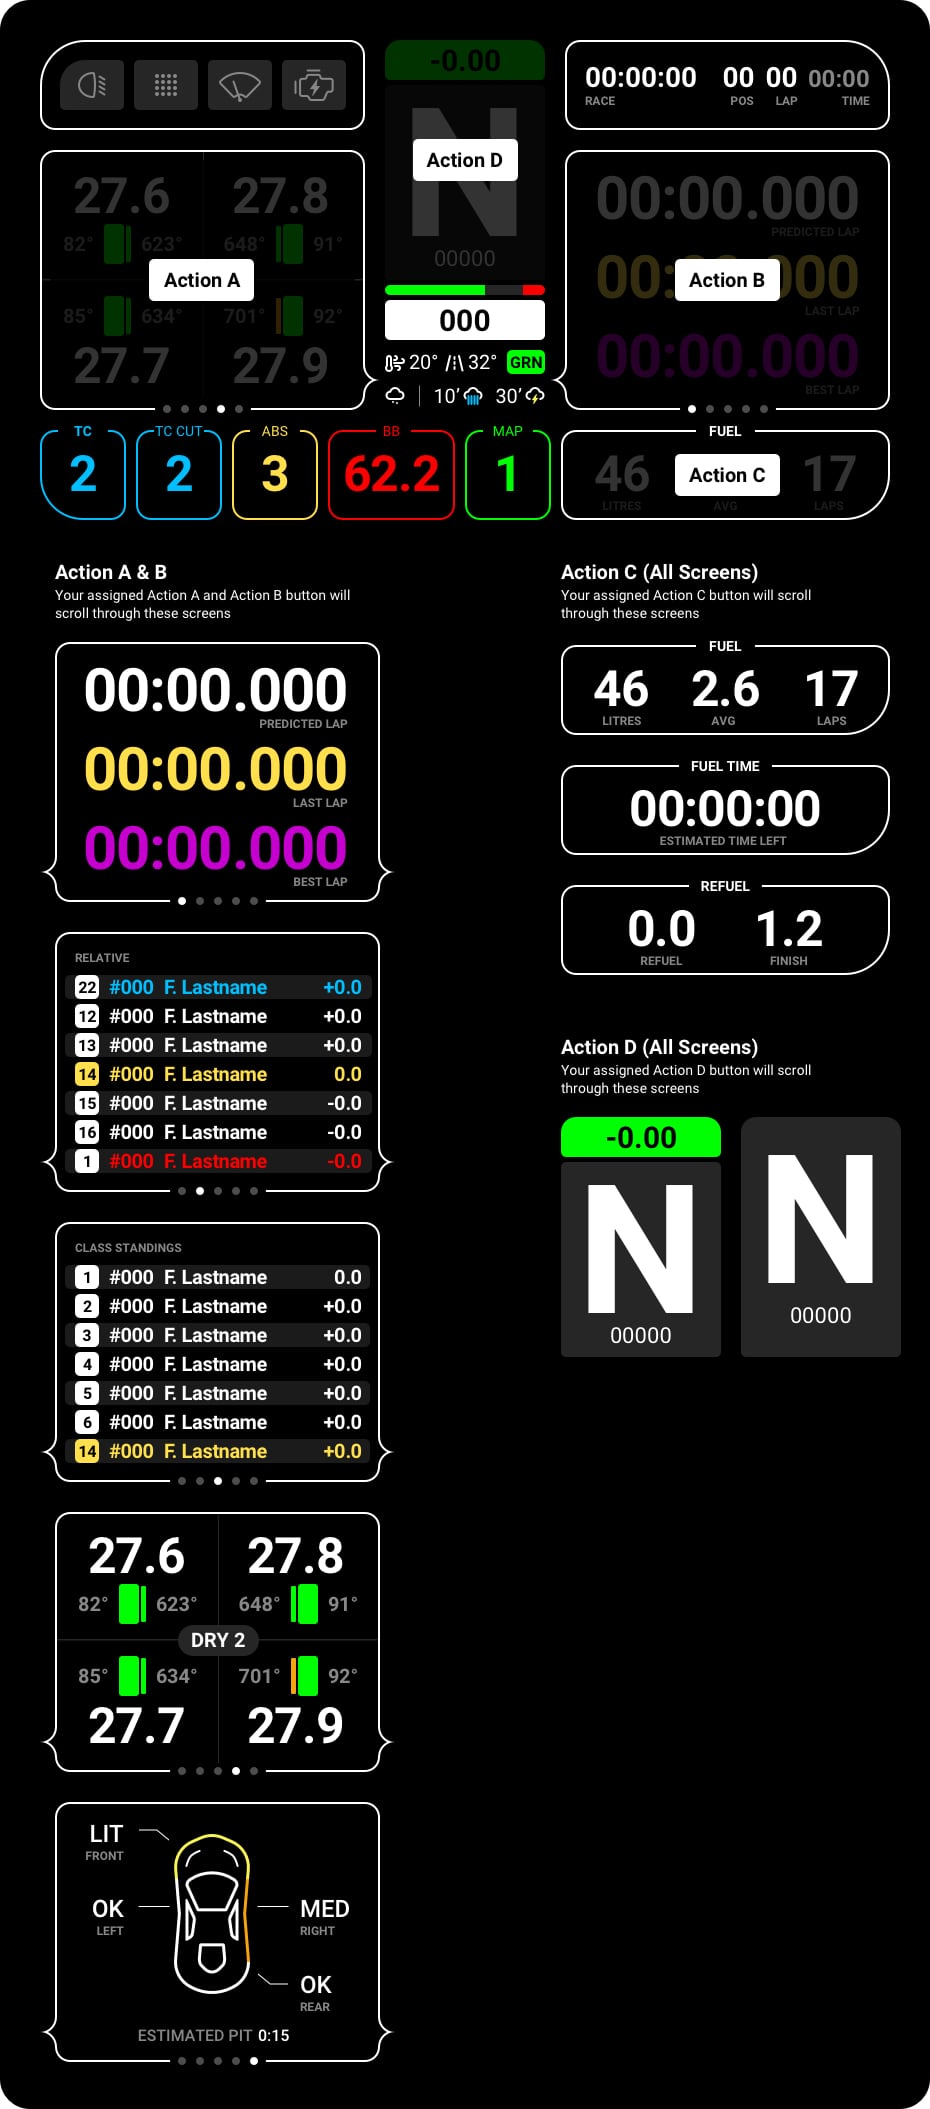 -0.00
00:00:00 00 00 00:00
RACE POS LAP TIME
N
Action D
00000
27.6 27.8
82° 623° 648° 91°
Action A
85° 634° 701° 92°
27.7 27.9
00:00.000
PREDICTED LAP
00:00.000
Action B
LAST LAP
00:00.000
BEST LAP
000
20° 32° GRN
10’ 30’
TC TC CUT ABS BB MAP FUEL
2 2 3 62.2 1
46 Action C 17
LITRES AVG LAPS
Action A & B
Your assigned Action A and Action B button will
scroll through these screens
00:00.000
PREDICTED LAP
00:00.000
LAST LAP
00:00.000
BEST LAP
RELATIVE
22 #000 F. Lastname +0.0
12 #000 F. Lastname +0.0
13 #000 F. Lastname +0.0
14 #000 F. Lastname 0.0
15 #000 F. Lastname -0.0
16 #000 F. Lastname -0.0
1 #000 F. Lastname -0.0
CLASS STANDINGS
1 #000 F. Lastname 0.0
2 #000 F. Lastname +0.0
3 #000 F. Lastname +0.0
4 #000 F. Lastname +0.0
5 #000 F. Lastname +0.0
6 #000 F. Lastname +0.0
14 #000 F. Lastname +0.0
27.6 27.8
82° 623° 648° 91°
DRY 2
85° 634° 701° 92°
27.7 27.9
LIT
FRONT
OK MED
LEFT RIGHT
OK
REAR
ESTIMATED PIT 0:15
Action C (All Screens)
Your assigned Action C button will scroll
through these screens
FUEL
46 2.6 17
LITRES AVG LAPS
FUEL TIME
00:00:00
ESTIMATED TIME LEFT
REFUEL
0.0 1.2
REFUEL FINISH
Action D (All Screens)
Your assigned Action D button will scroll
through these screens
-0.00
N N
00000 00000